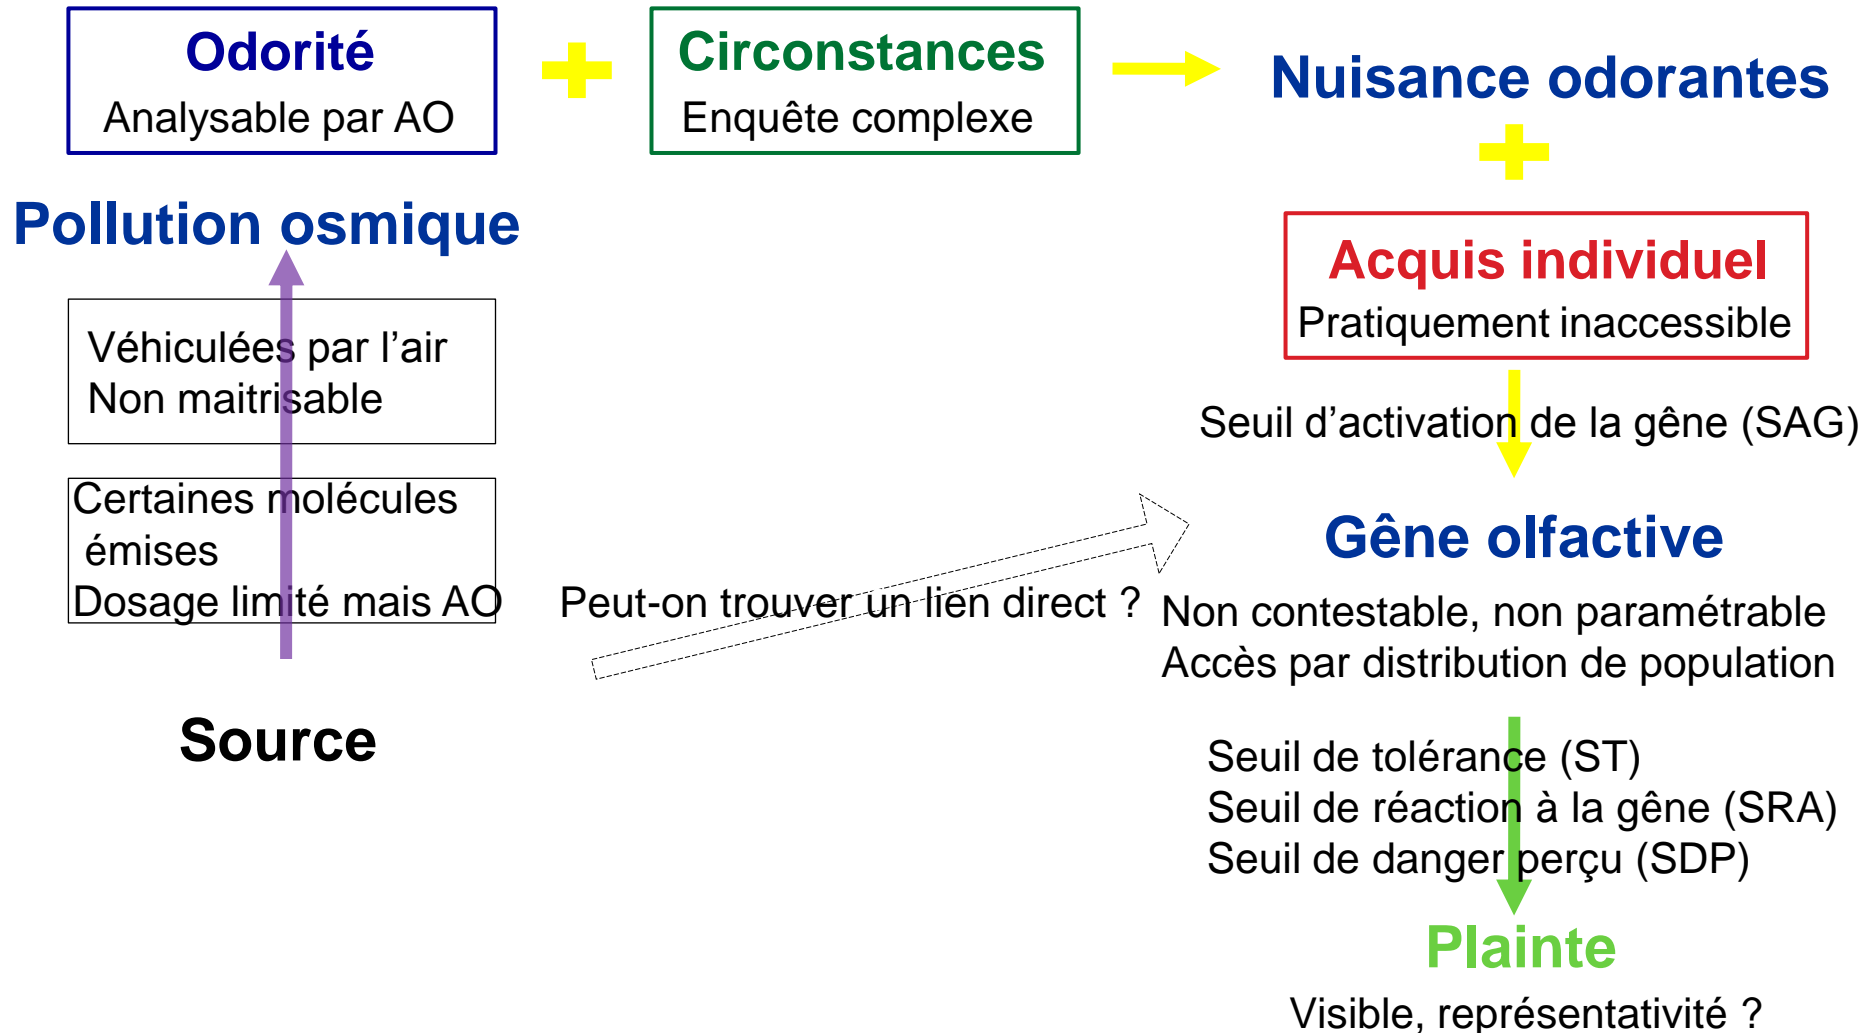 Odorité
Analysable par AO
Circonstances
Enquête complexe
Nuisance odorantes
Pollution osmique
Acquis individuel
Pratiquement inaccessible
Véhiculées par l’air
Non maitrisable
Seuil d’activation de la gêne (SAG)
Certaines molécules
émises
Dosage limité mais AO
Peut-on trouver un lien direct ?
Gêne olfactive
Non contestable, non paramétrable
Accès par distribution de population
Source
Seuil de tolérance (ST)
Seuil de réaction à la gêne (SRA)
Seuil de danger perçu (SDP)
Plainte
Visible, représentativité ?